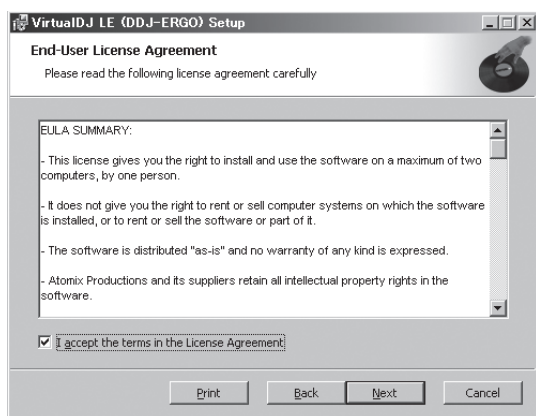 VirtualDJ LE (DDJ-ERGO) Setup
End-User License Agreement
Please read the following license agreement carefully
EULA SUMMARY:
- This license gives you the right to install and use the software on a maximum of two
computers, by one person.
- It does not give you the right to rent or sell computer systems on which the software
is installed, or to rent or sell the software or part of it.
- The software is distributed "as-is" and no warranty of any kind is expressed.
- Atomix Productions and its suppliers retain all intellectual property rights in the
software.
I accept the terms in the License Agreement
Print
Back
Next
Cancel